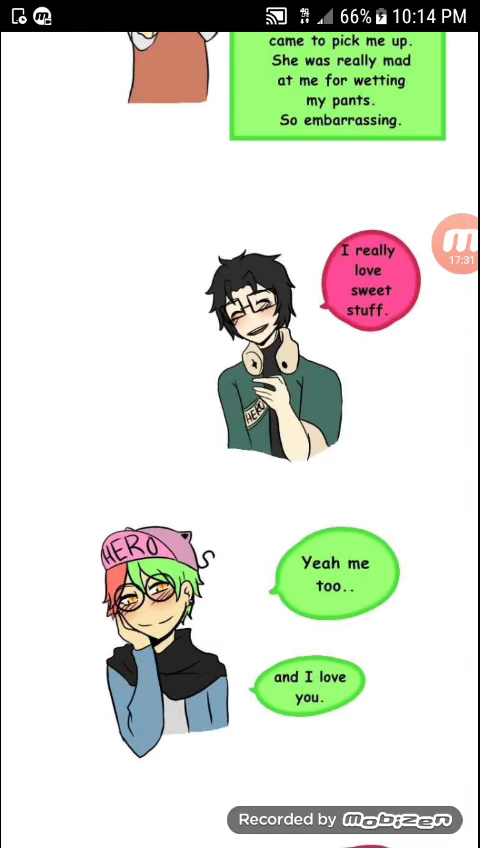 66% 10:14 PM
came to pick me up.
She was really mad
at me for wetting
my pants.
So embarrassing.
I really
love
sweet
stuff.
17:31
HERO
HERO
Yeah me
too..
and I love
you.
Recorded by Mobizen